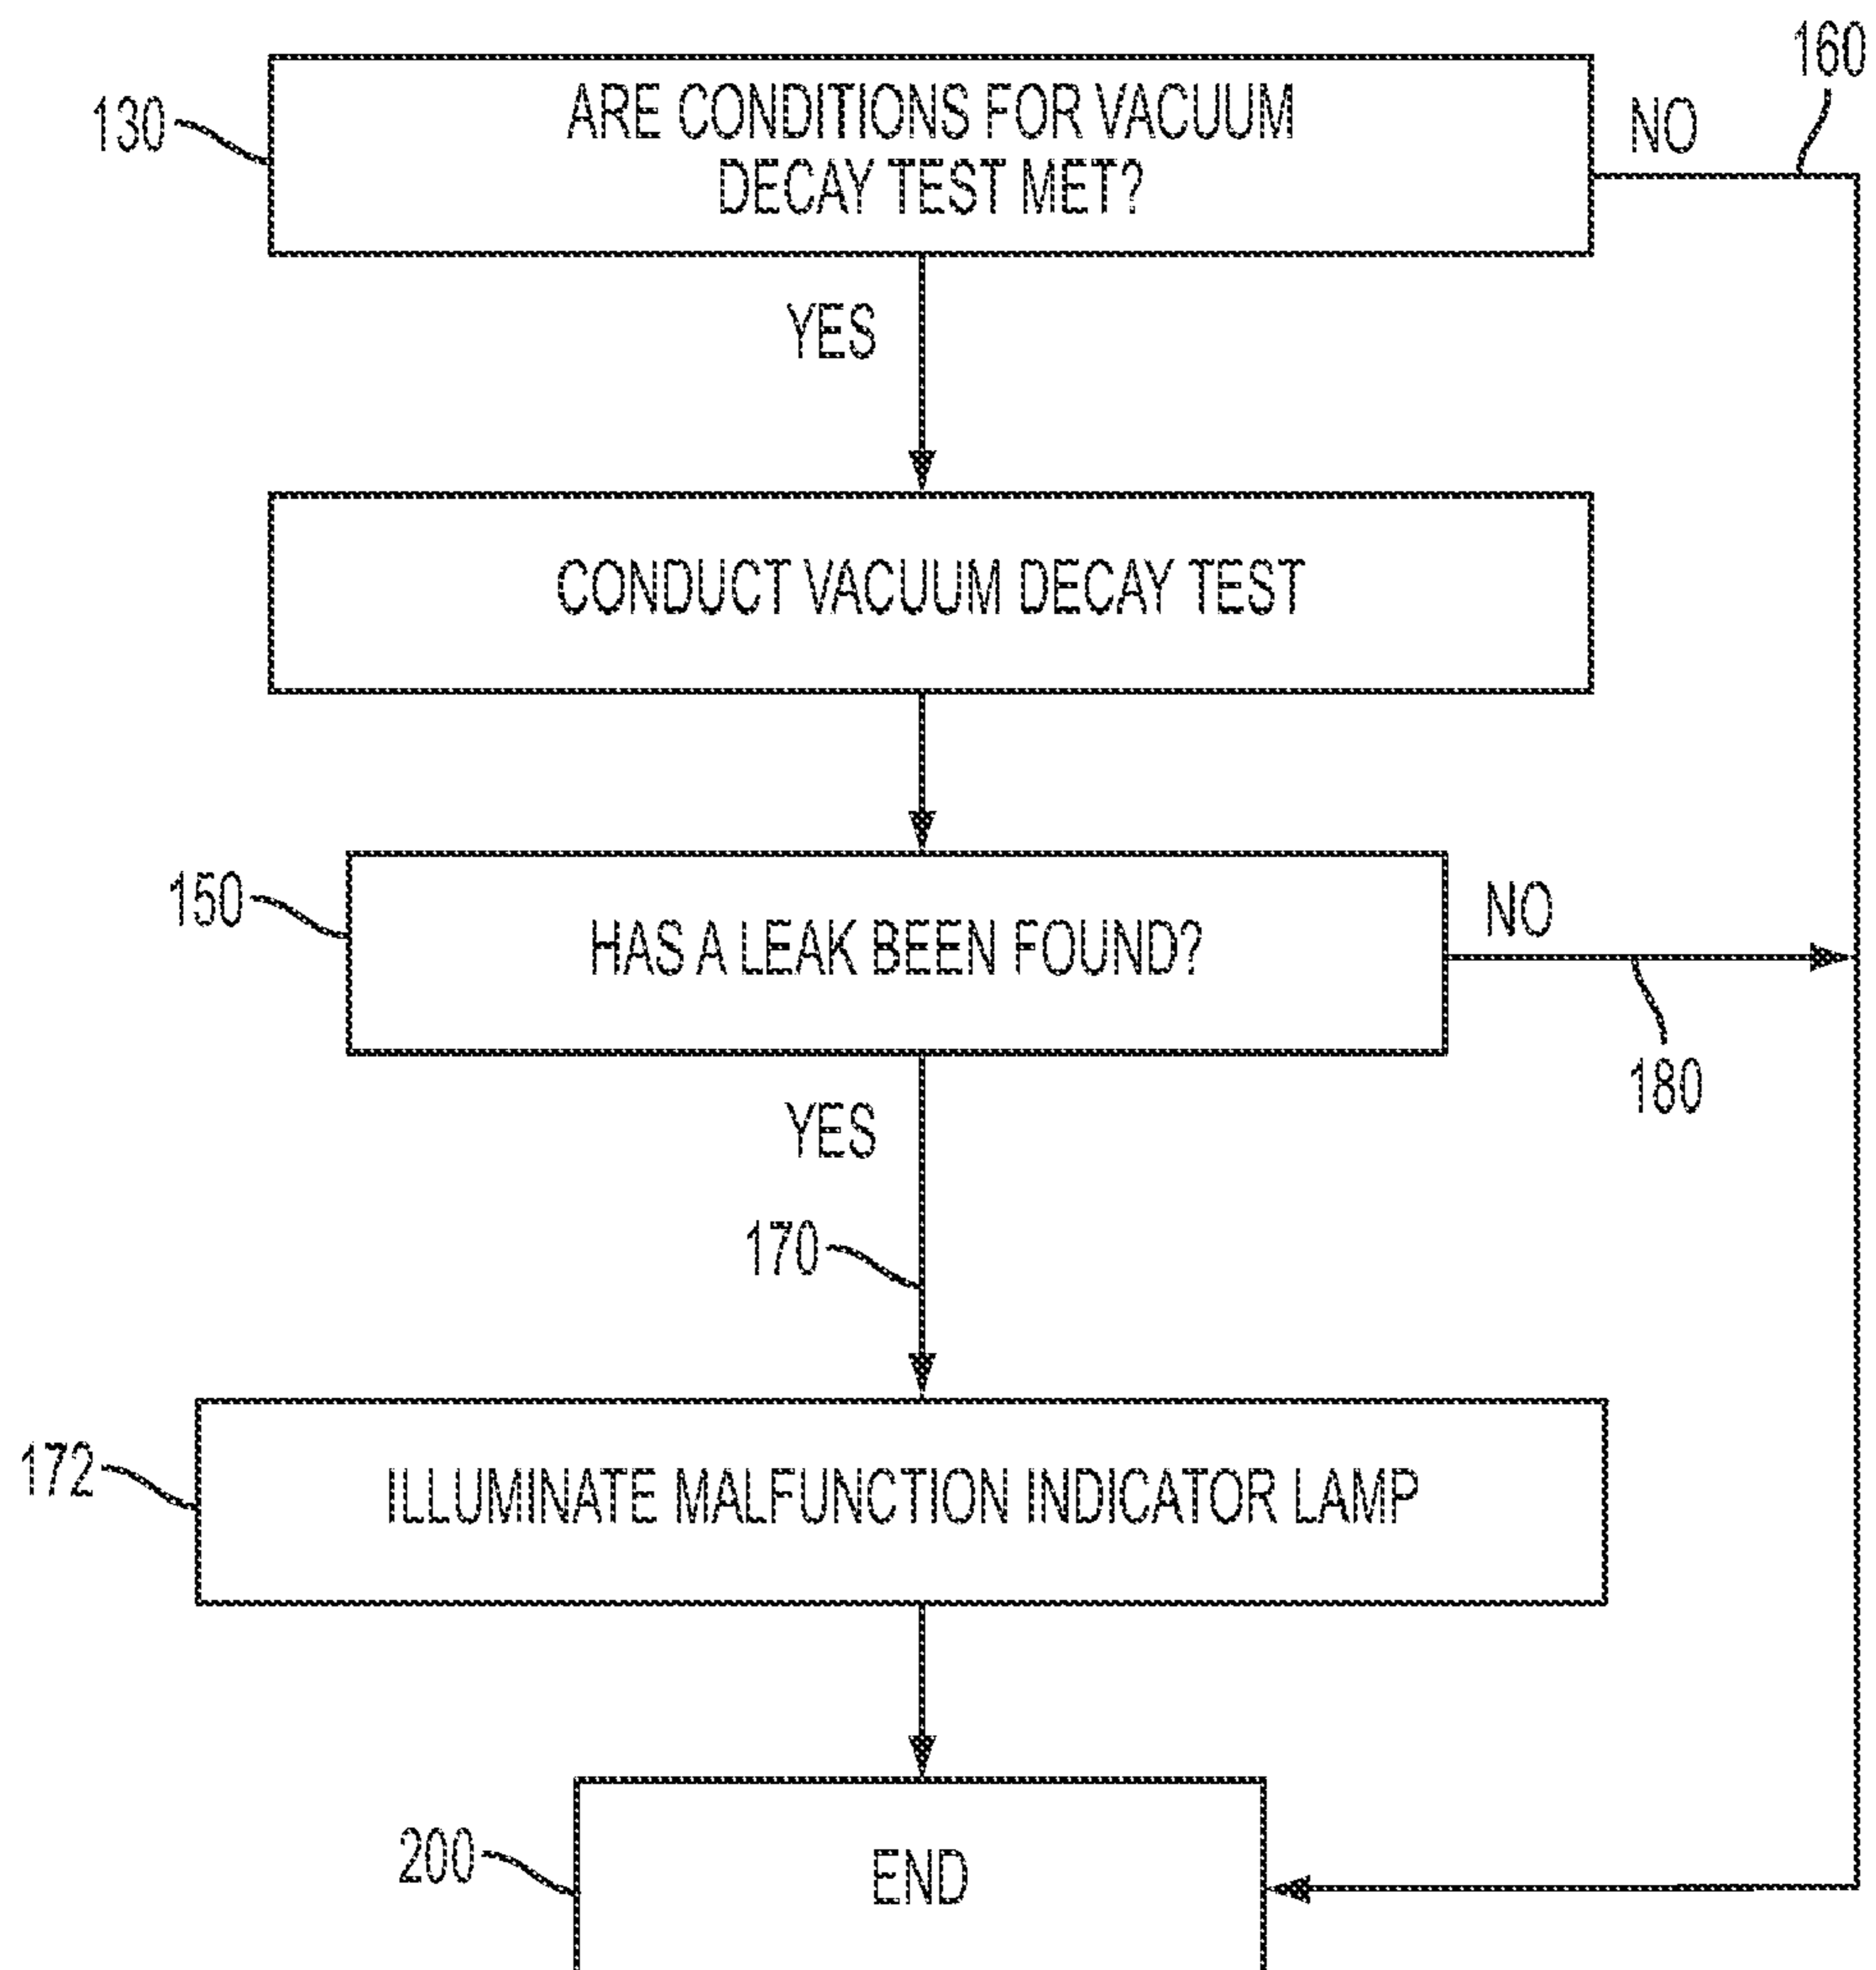 160
130
ARE CONDITIONS FOR VACUUM
DECAY TEST MET?
NO
YES
CONDUCT VACUUM DECAY TEST
150
HAS A LEAK BEEN FOUND?
NO
180
YES
170
172
ILLUMINATE MALFUNCTION INDICATOR LAMP
200
END